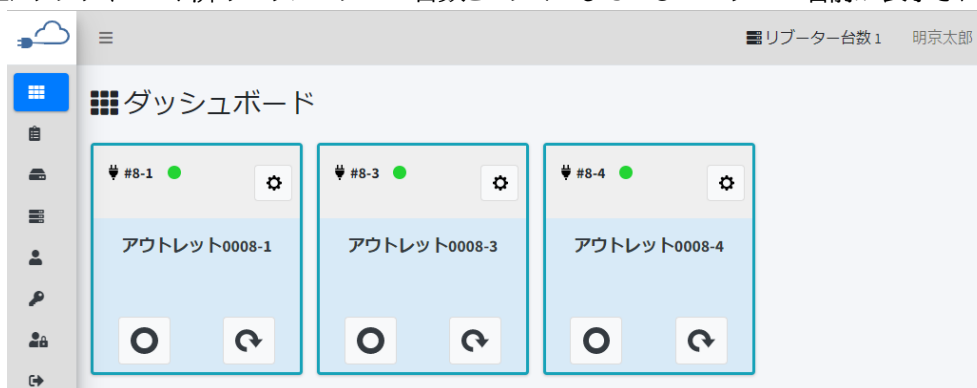 リブーター台数 1 明京太郎
ダッシュボード
#8-1 #8-3 #8-4
アウトレット0008-1 アウトレット0008-3 アウトレット0008-4